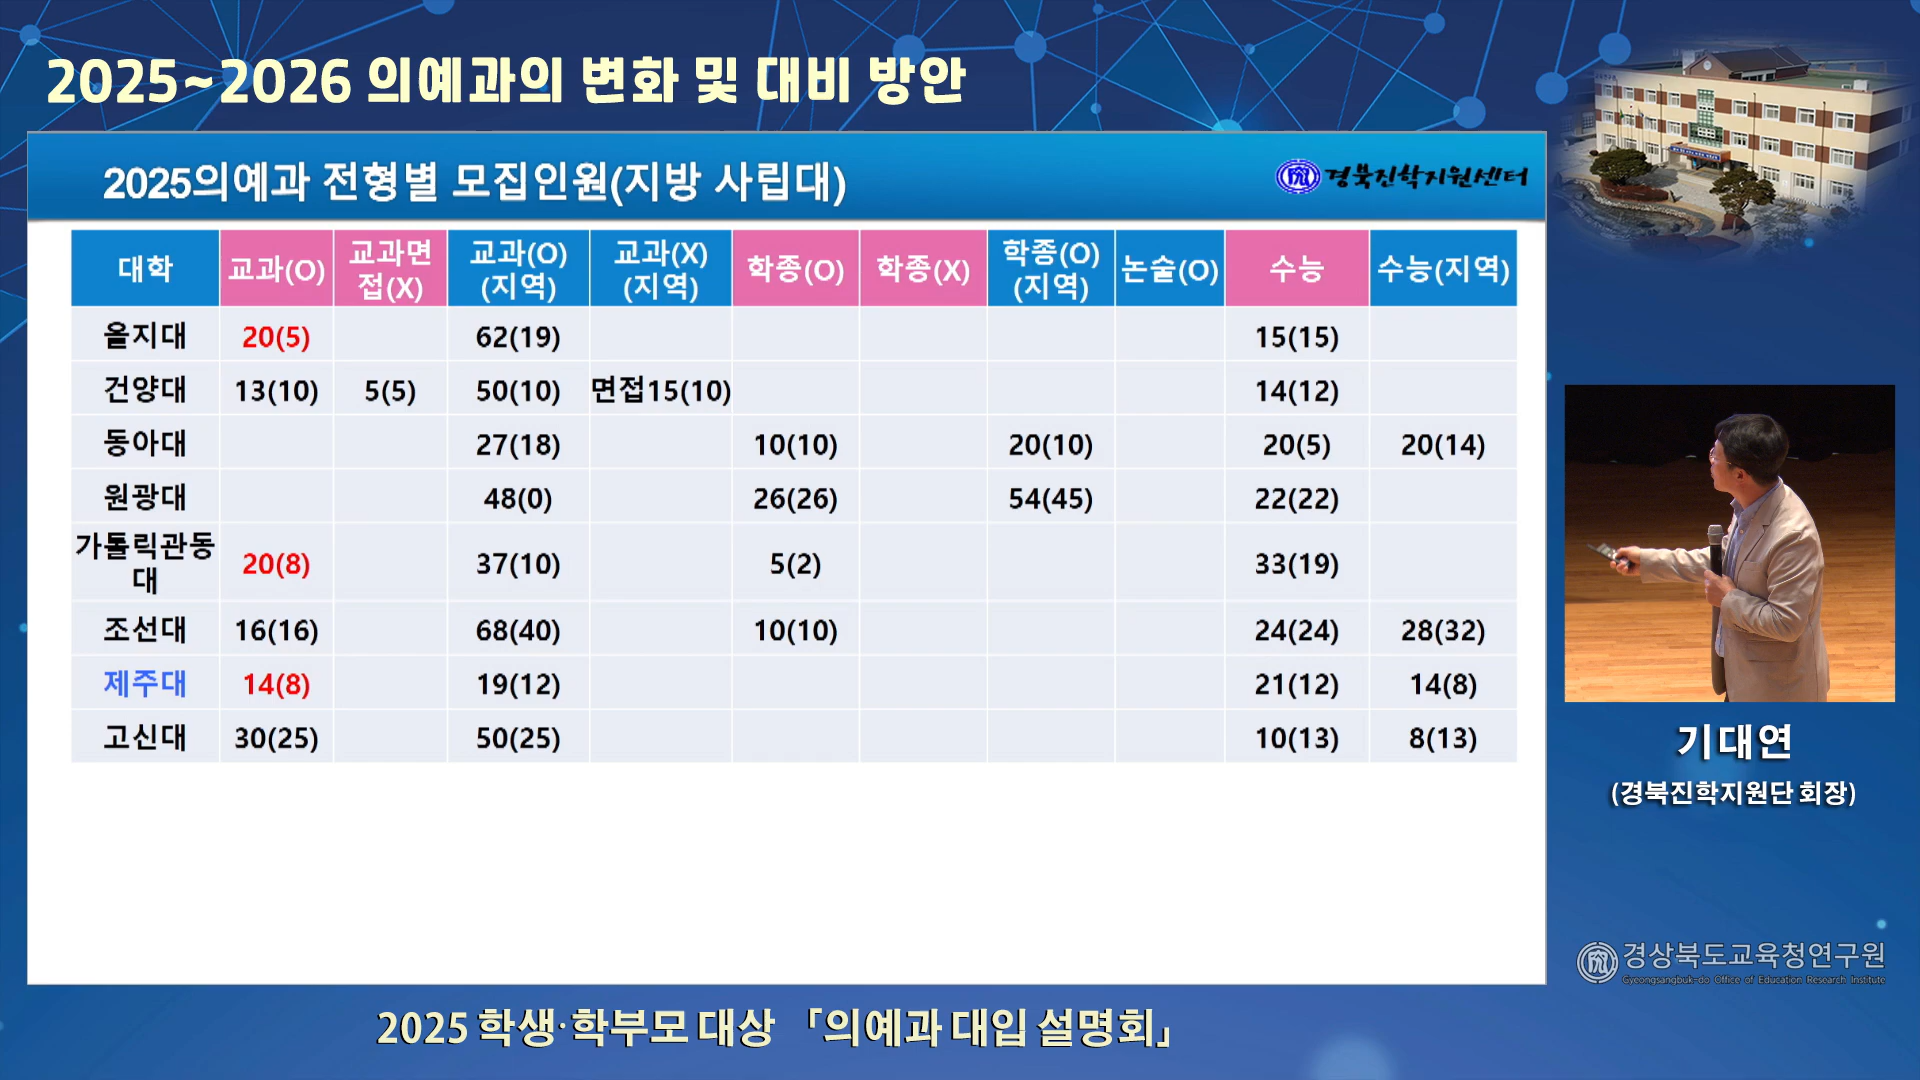 2025~2026 의예과의 변화 및 대비 방안
2025의예과 전형별 모집인원(지방 사립대)
경북진학지원센터
대학 교과(O) 교과면접(X) 교과(O)(지역) 교과(X)(지역) 학종(O) 학종(X) 학종(O)(지역) 논술(O) 수능 수능(지역)
을지대 20(5) 62(19) 15(15)
건양대 13(10) 5(5) 50(10) 면접15(10) 14(12)
동아대 27(18) 10(10) 20(10) 20(5) 20(14)
원광대 48(0) 26(26) 54(45) 22(22)
가톨릭관동대 20(8) 37(10) 5(2) 33(19)
조선대 16(16) 68(40) 10(10) 24(24) 28(32)
제주대 14(8) 19(12) 21(12) 14(8)
고신대 30(25) 50(25) 10(13) 8(13)
기대연
(경북진학지원단 회장)
경상북도교육청연구원
Gyeongsangbuk-do Office of Education Research Institute
2025 학생·학부모 대상 「의예과 대입 설명회」